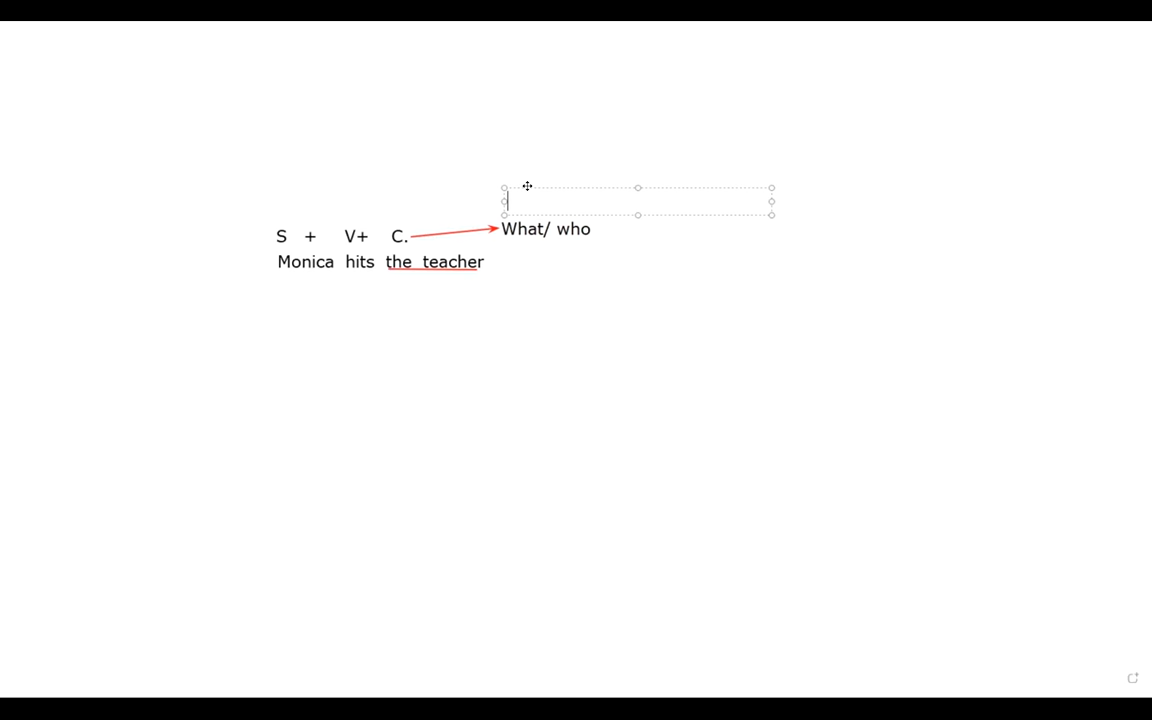 What/ who
S + V+ C.
Monica hits the teacher